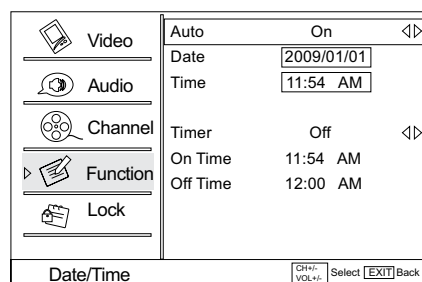 Video
Audio
Channel
Function
Lock
Auto On
Date 2009/01/01
Time 11:54 AM
Timer Off
On Time 11:54 AM
Off Time 12:00 AM
Date/Time
CH+/-
VOL+/- Select EXIT Back